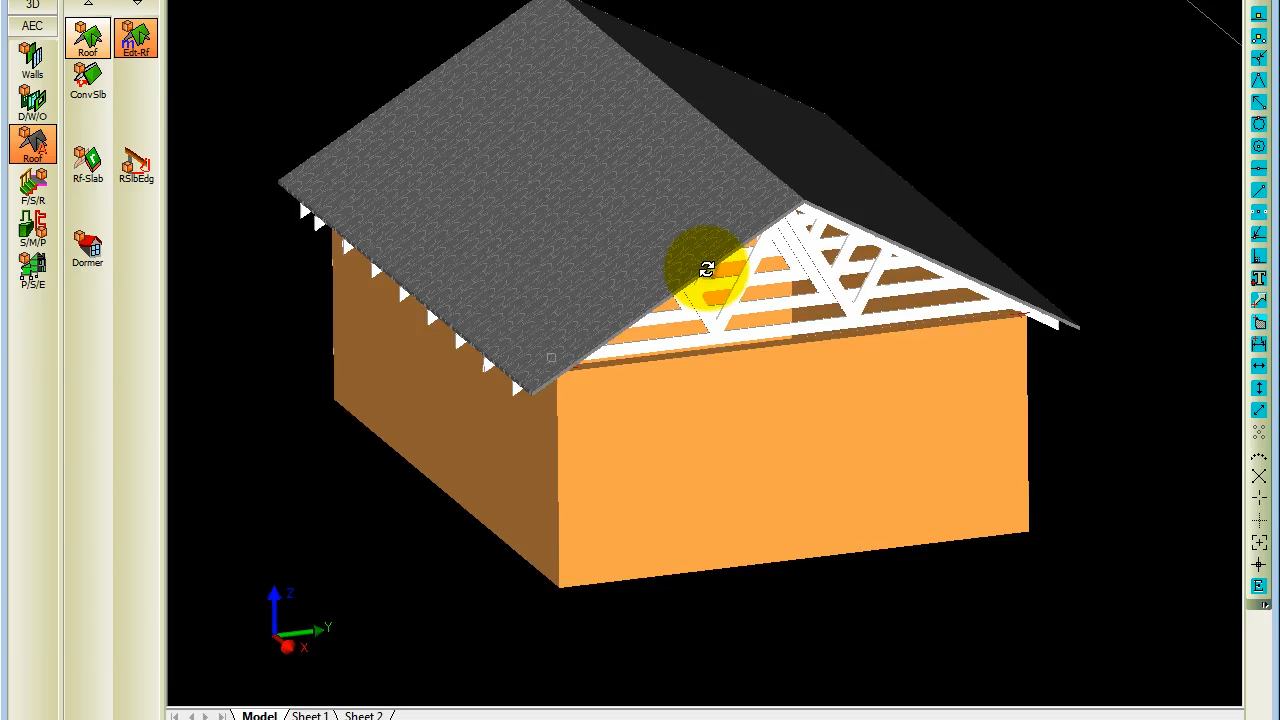 3D
AEC
Roof
Edt-Rf
Walls
ConvSlb
D/W/O
Roof
Rf-Slab
RSlbEdg
F/S/R
S/M/P
Dormer
P/S/E
Z
Y
X
Model
Sheet 1
Sheet 2